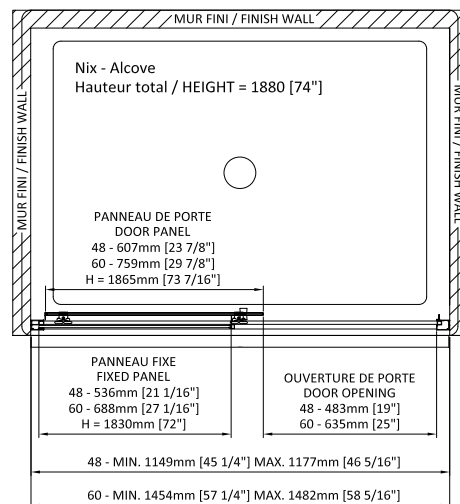 MUR FINI / FINISH WALL
MUR FINI / FINISH WALL
MUR FINI / FINISH WALL
Nix - Alcove
Hauteur total / HEIGHT = 1880 [74"]
PANNEAU DE PORTE
DOOR PANEL
48 - 607mm [23 7/8"]
60 - 759mm [29 7/8"]
H = 1865mm [73 7/16"]
PANNEAU FIXE
FIXED PANEL
48 - 536mm [21 1/16"]
60 - 688mm [27 1/16"]
H = 1830mm [72"]
OUVERTURE DE PORTE
DOOR OPENING
48 - 483mm [19"]
60 - 635mm [25"]
48 - MIN. 1149mm [45 1/4"] MAX. 1177mm [46 5/16"]
60 - MIN. 1454mm [57 1/4"] MAX. 1482mm [58 5/16"]